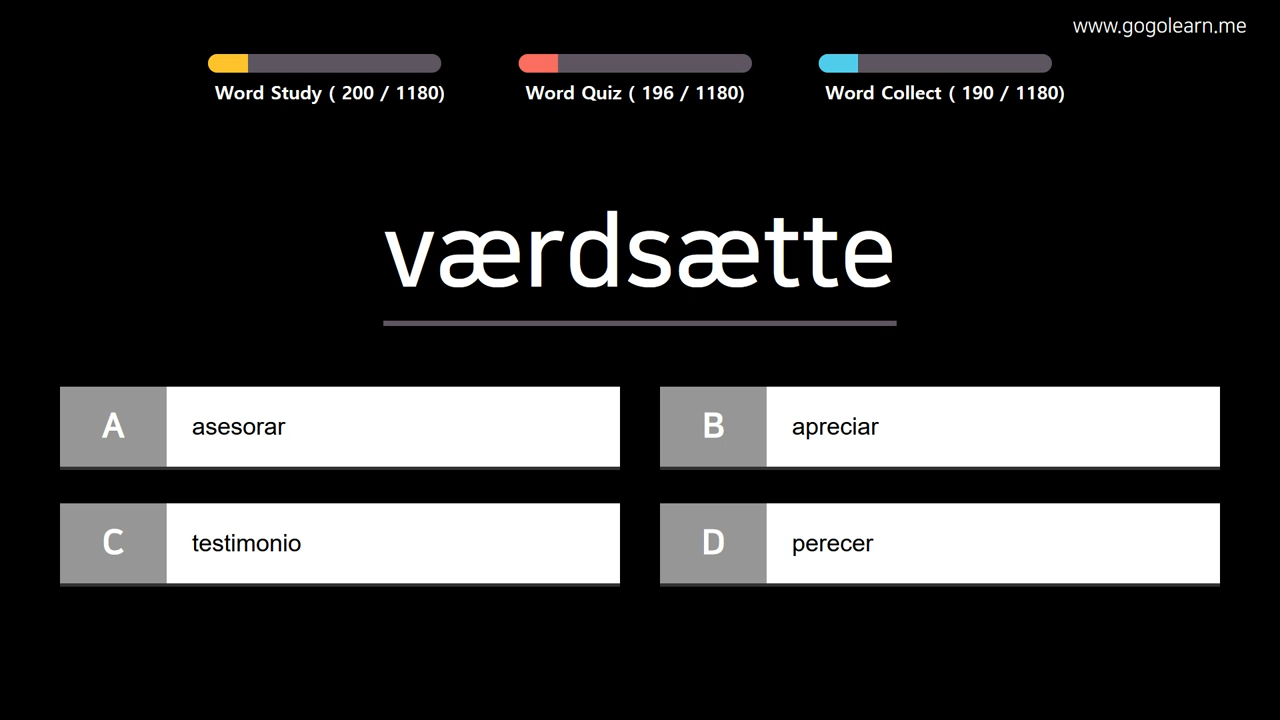 www.gogolearn.me
Word Study ( 200 / 1180)
Word Quiz ( 196 / 1180)
Word Collect ( 190 / 1180)
værdsætte
A asesorar
B apreciar
C testimonio
D perecer